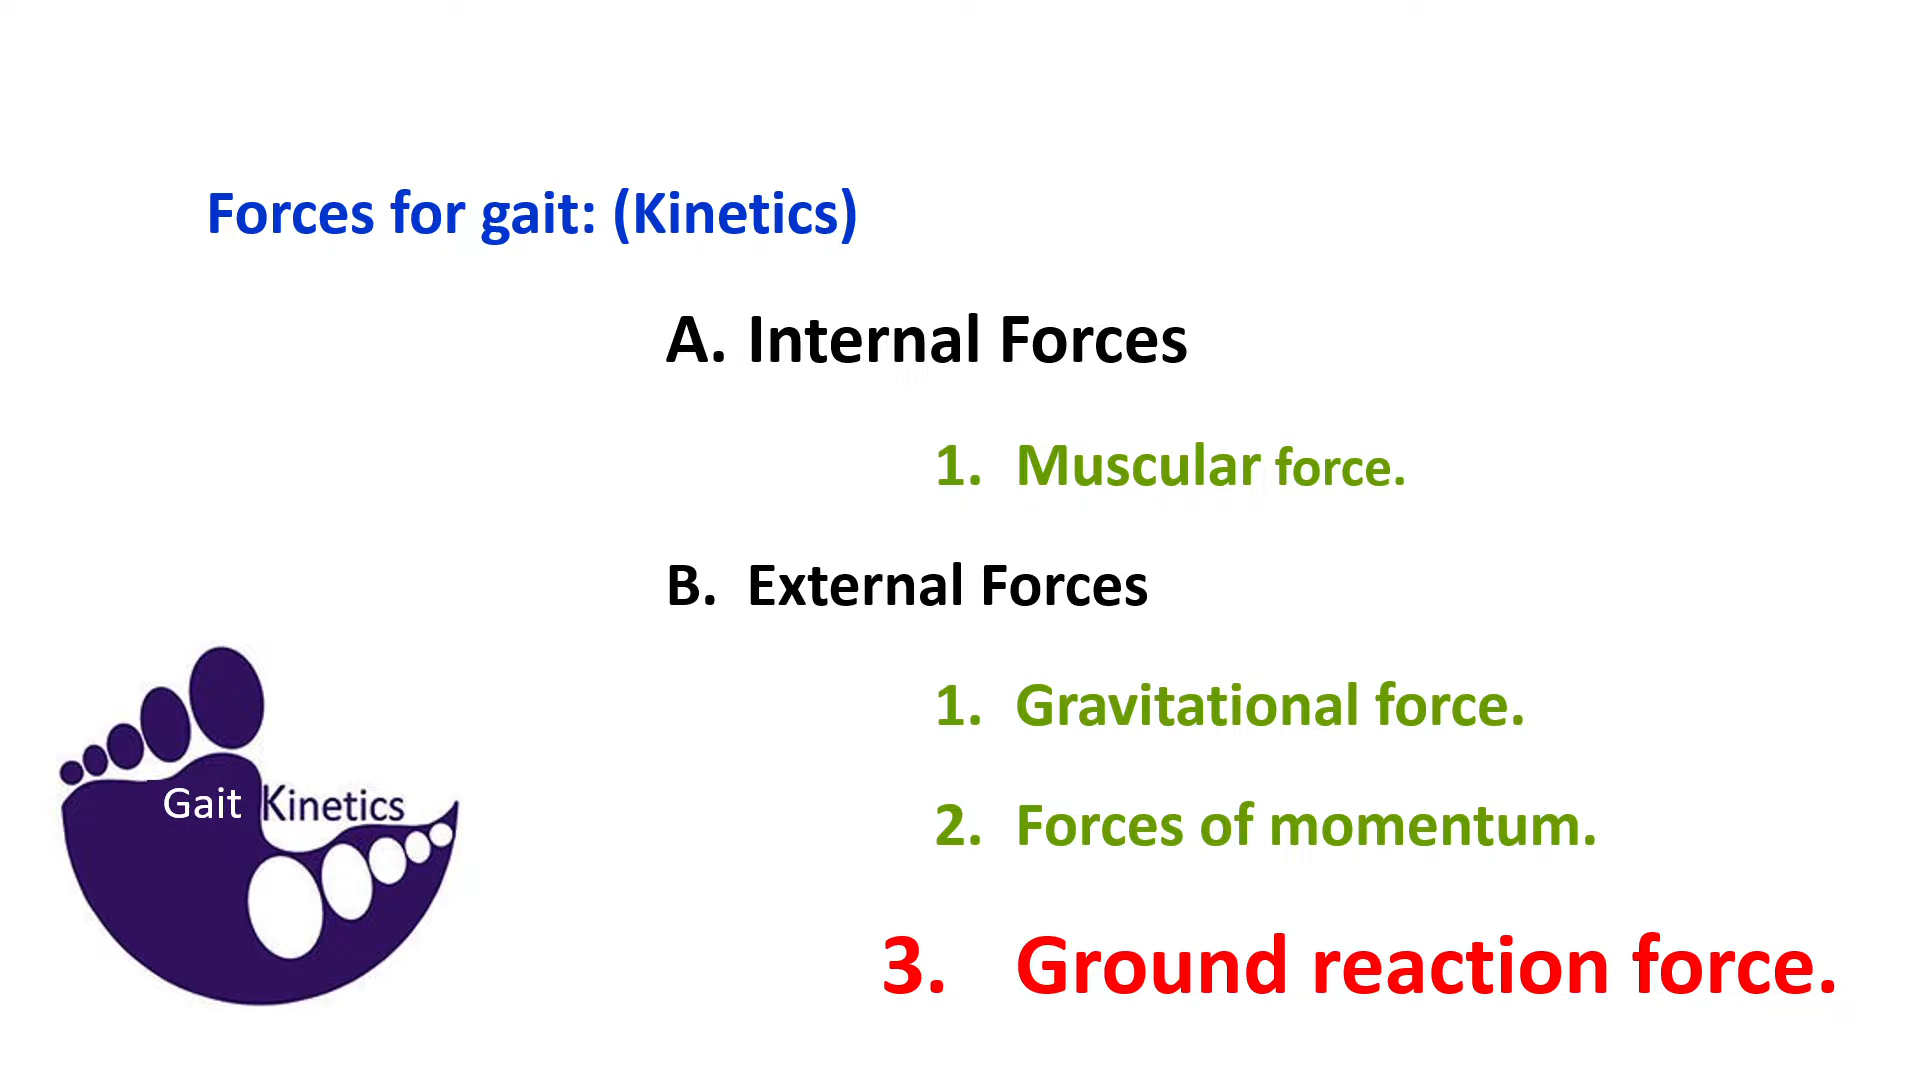 Forces for gait: (Kinetics)
A. Internal Forces
1. Muscular force.
B. External Forces
1. Gravitational force.
2. Forces of momentum.
3. Ground reaction force.
Gait Kinetics